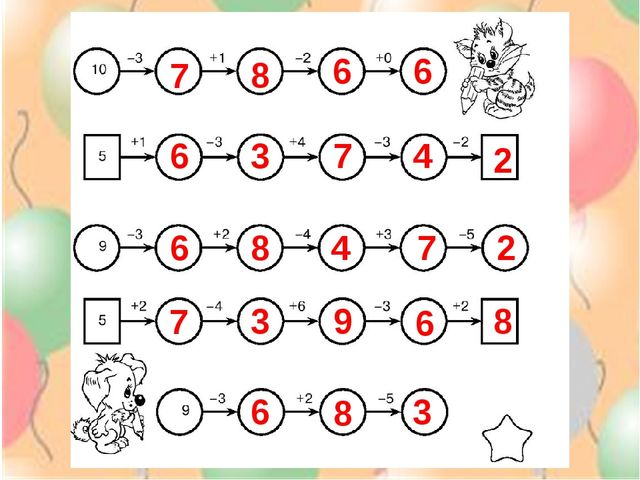 10 –3 7 +1 8 –2 6 +0 6
5 +1 6 –3 3 +4 7 –3 4 –2 2
9 –3 6 +2 8 –4 4 +3 7 –5 2
5 +2 7 –4 3 +6 9 –3 6 +2 8
9 –3 6 +2 8 –5 3